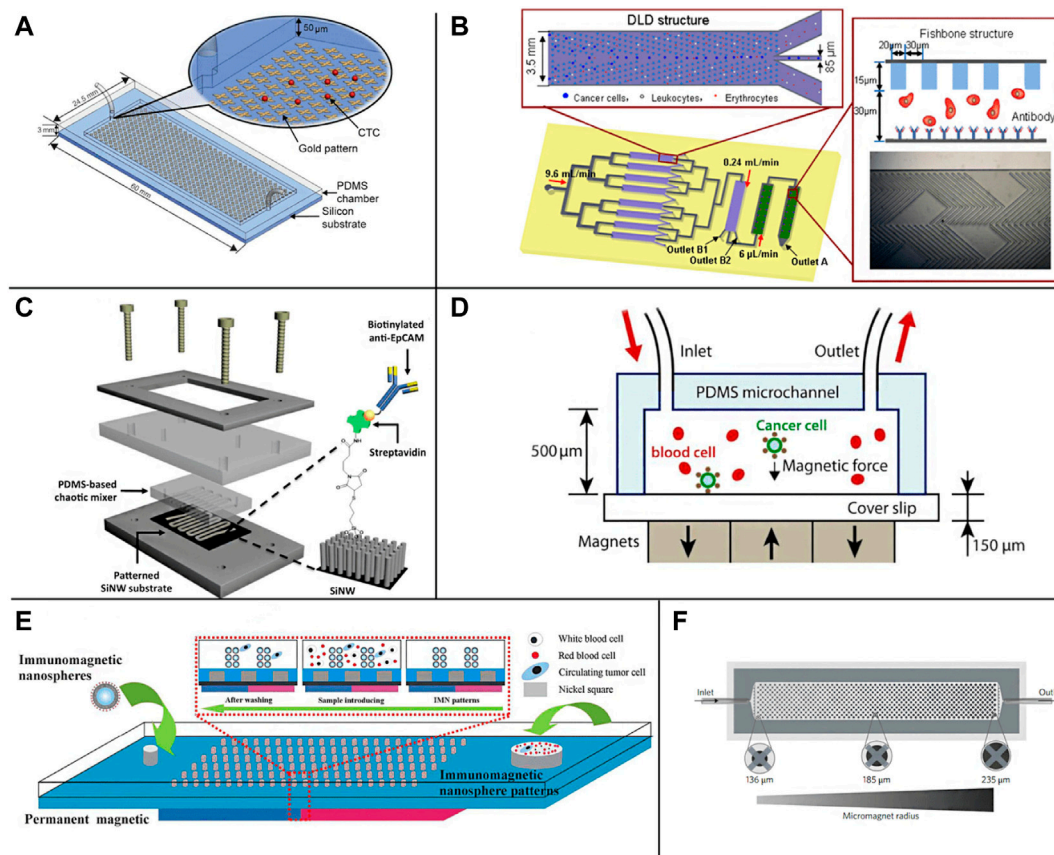 A
50 μm
24.5 mm
3 mm
60 mm
CTC
Gold pattern
PDMS
chamber
Silicon
substrate
B
DLD structure
3.5 mm
85 μm
Cancer cells, Leukocytes, Erythrocytes
9.6 mL/min
0.24 mL/min
Outlet B1
Outlet B2
6 μL/min
Outlet A
Fishbone structure
20μm 30μm
15μm
30μm
Antibody
C
Biotinylated
anti-EpCAM
Streptavidin
NH
PDMS-based
chaotic mixer
Patterned
SiNW substrate
SiNW
D
Inlet
Outlet
PDMS microchannel
500 μm
Cancer cell
blood cell
Magnetic force
Cover slip
Magnets
150 μm
E
Immunomagnetic
nanospheres
After washing
Sample introducing
IMN patterns
White blood cell
Red blood cell
Circulating tumor cell
Nickel square
Immunomagnetic
nanosphere patterns
Permanent magnetic
F
Inlet
Out
136 μm
185 μm
235 μm
Micromagnet radius